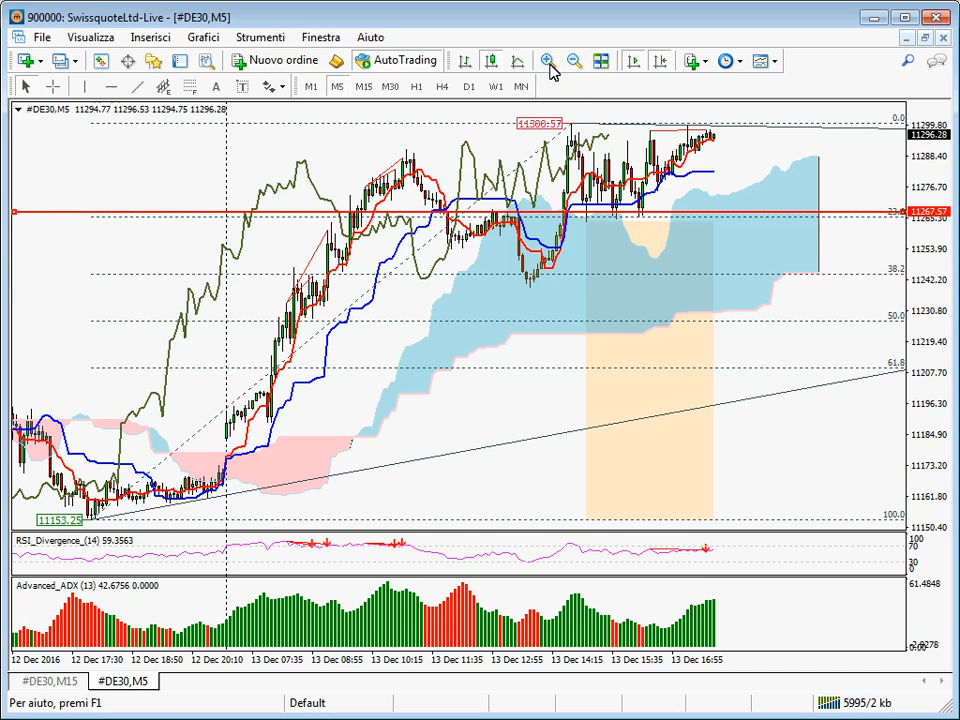 900000: SwissquoteLtd-Live - [#DE30,M5]
File Visualizza Inserisci Grafici Strumenti Finestra Aiuto
Nuovo ordine AutoTrading
A T M1 M5 M15 M30 H1 H4 D1 W1 MN
#DE30,M5 11294.77 11296.53 11294.75 11296.28
0.0
11300.57
11299.80
11296.28
11288.40
11276.70
11267.57
11265.30
11253.90
38.2
11242.20
50.0
11230.80
11219.40
61.8
11207.70
11196.30
11184.90
11173.20
11161.80
100.0
11153.25
11150.40
RSI_Divergence_(14) 59.3563
100
70
30
0
Advanced_ADX (13) 42.6756 0.0000
61.4848
12 Dec 2016 12 Dec 17:30 12 Dec 18:50 12 Dec 20:10 13 Dec 07:35 13 Dec 08:55 13 Dec 10:15 13 Dec 11:35 13 Dec 12:55 13 Dec 14:15 13 Dec 15:35 13 Dec 16:55
#DE30,M15 #DE30,M5
Per aiuto, premi F1 Default 5995/2 kb